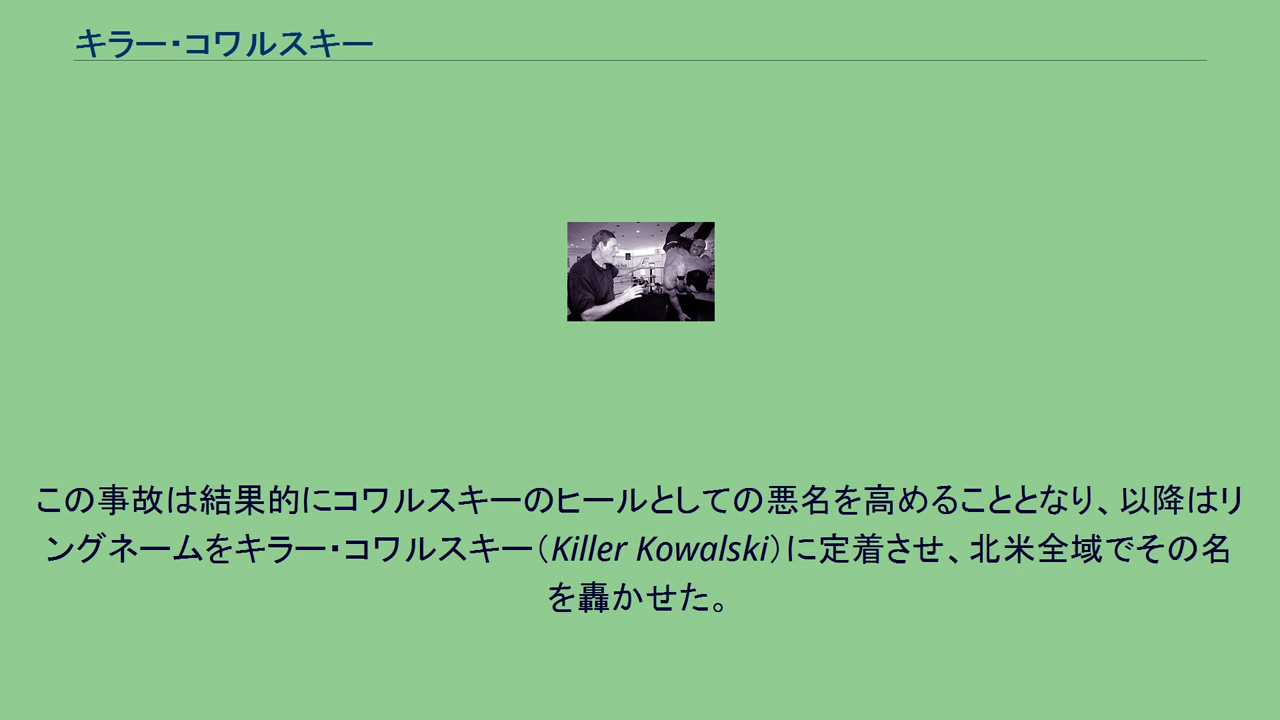 キラー・コワルスキー
この事故は結果的にコワルスキーのヒールとしての悪名を高めることとなり、以降はリ
ングネームをキラー・コワルスキー（Killer Kowalski）に定着させ、北米全域でその名
を轟かせた。